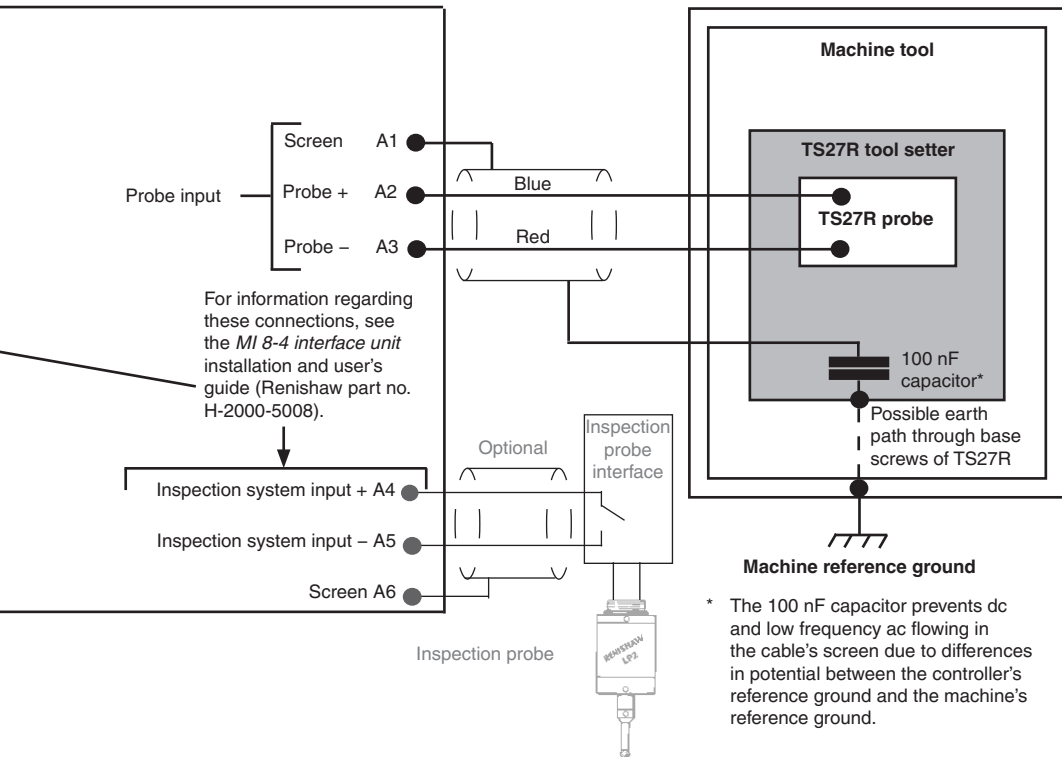 Machine tool
Screen A1
TS27R tool setter
Blue
Probe input
Probe + A2
TS27R probe
Red
Probe − A3
For information regarding
these connections, see
the MI 8-4 interface unit
installation and user's
guide (Renishaw part no.
H-2000-5008).
100 nF
capacitor*
Possible earth
path through base
screws of TS27R
Optional
Inspection
probe
interface
Inspection system input + A4
Inspection system input − A5
Screen A6
Machine reference ground
Inspection probe
RENISHAW
LP2
* The 100 nF capacitor prevents dc
and low frequency ac flowing in
the cable's screen due to differences
in potential between the controller's
reference ground and the machine's
reference ground.